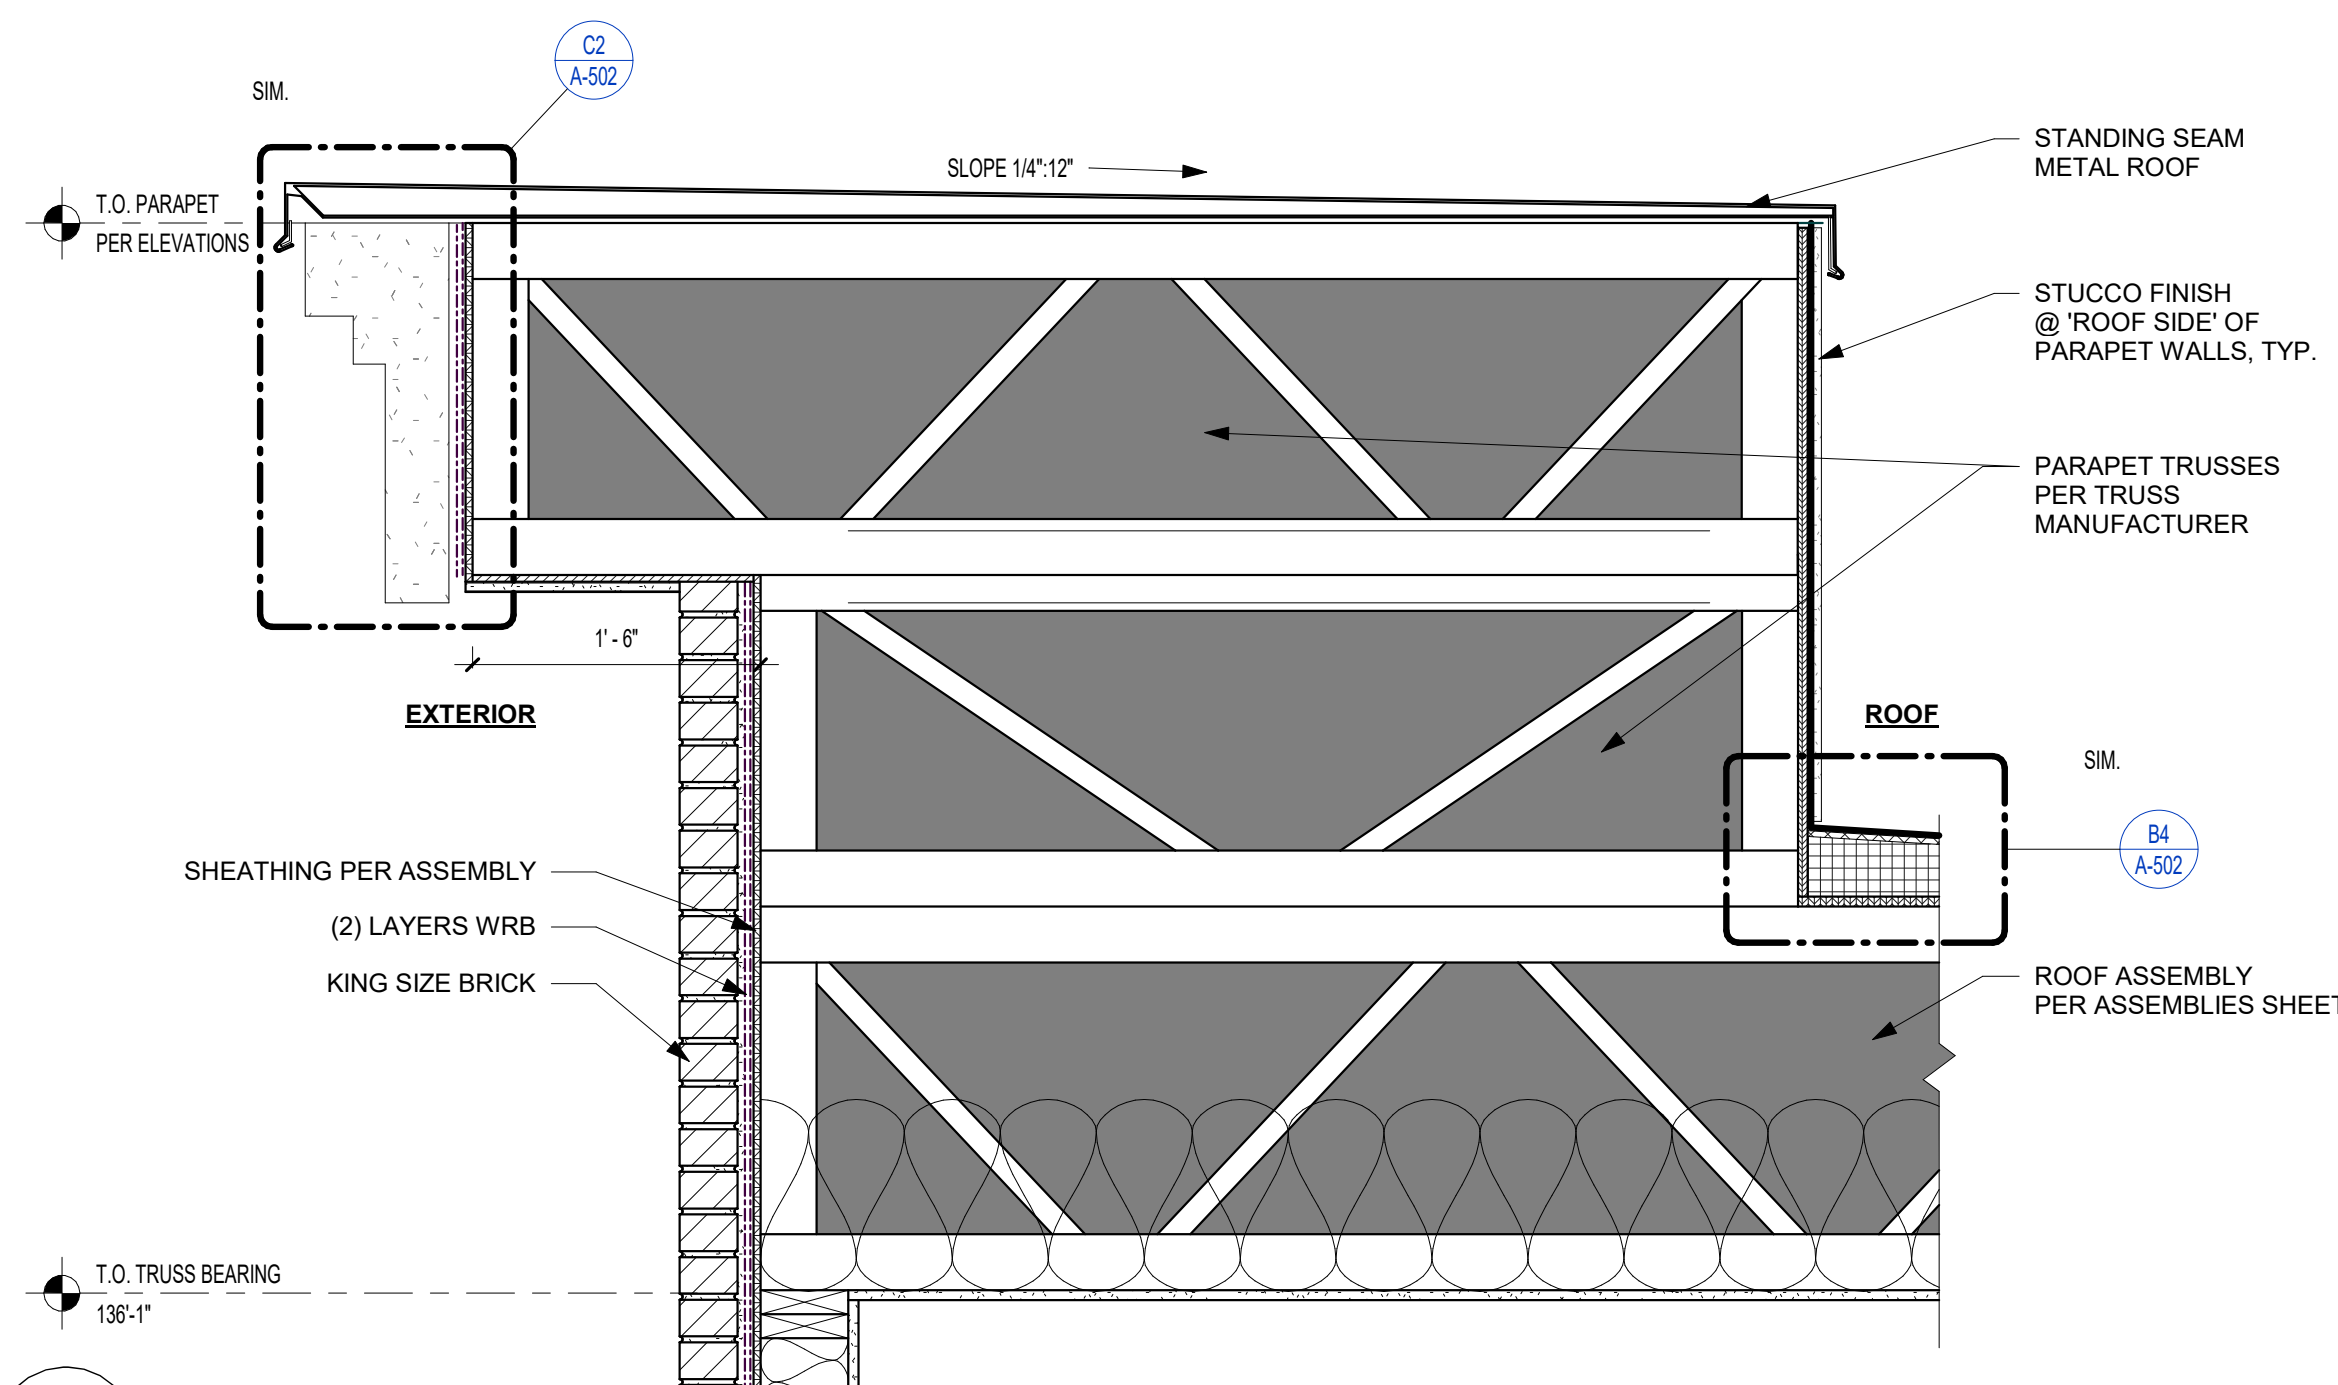 C2
A-502
SIM.
SLOPE 1/4":12"
STANDING SEAM
METAL ROOF
T.O. PARAPET
PER ELEVATIONS
STUCCO FINISH
@ 'ROOF SIDE' OF
PARAPET WALLS, TYP.
PARAPET TRUSSES
PER TRUSS
MANUFACTURER
1' - 6"
EXTERIOR
ROOF
SIM.
B4
A-502
SHEATHING PER ASSEMBLY
(2) LAYERS WRB
KING SIZE BRICK
ROOF ASSEMBLY
PER ASSEMBLIES SHEET
T.O. TRUSS BEARING
136'-1"